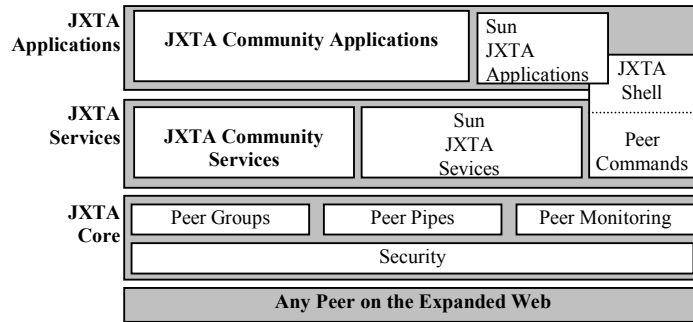 JXTA
Applications
JXTA Community Applications
Sun
JXTA
Applications
JXTA
Shell
JXTA
Services
JXTA Community
Services
Sun
JXTA
Sevices
Peer
Commands
JXTA
Core
Peer Groups
Peer Pipes
Peer Monitoring
Security
Any Peer on the Expanded Web